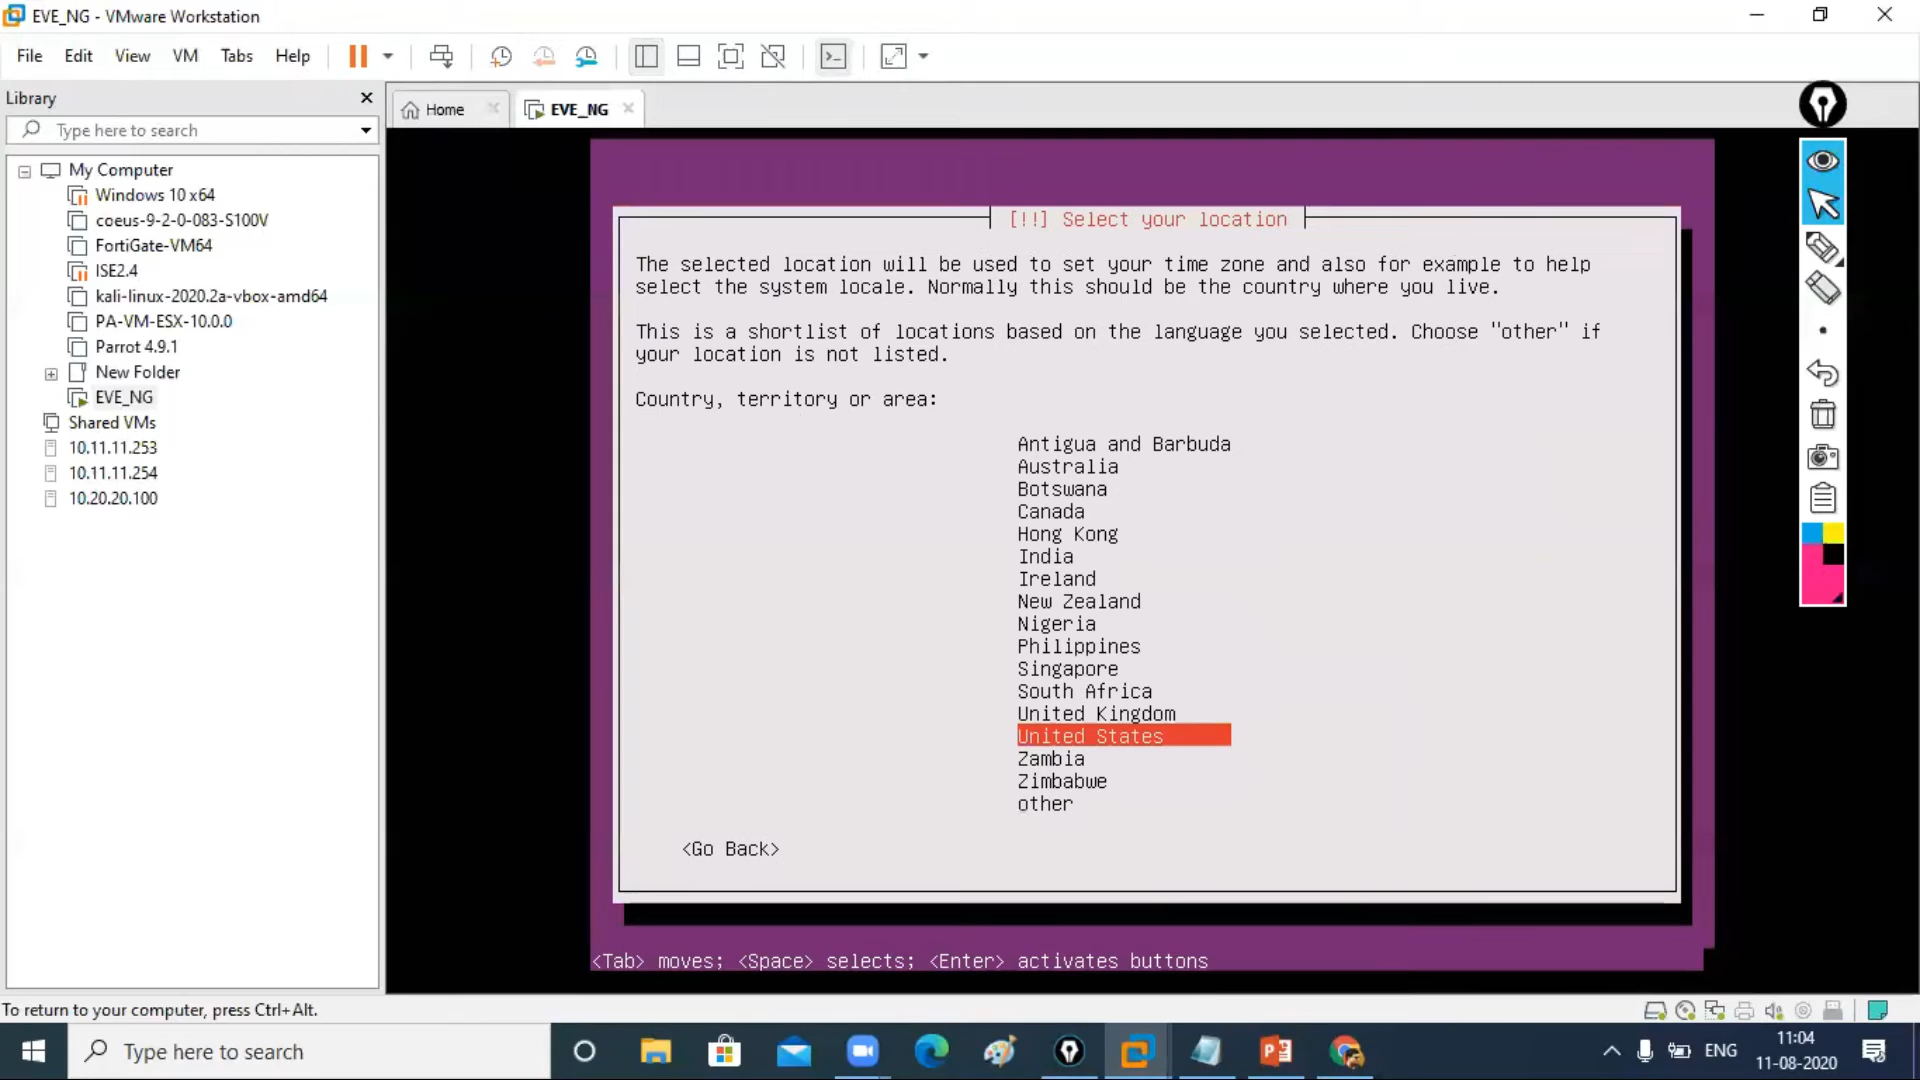 EVE_NG - VMware Workstation
File Edit View VM Tabs Help
Library
Home
EVE_NG
Type here to search
My Computer
Windows 10 x64
coeus-9-2-0-083-S100V
FortiGate-VM64
ISE2.4
kali-linux-2020.2a-vbox-amd64
PA-VM-ESX-10.0.0
Parrot 4.9.1
New Folder
EVE_NG
Shared VMs
10.11.11.253
10.11.11.254
10.20.20.100
[!!] Select your location
The selected location will be used to set your time zone and also for example to help
select the system locale. Normally this should be the country where you live.
This is a shortlist of locations based on the language you selected. Choose "other" if
your location is not listed.
Country, territory or area:
Antigua and Barbuda
Australia
Botswana
Canada
Hong Kong
India
Ireland
New Zealand
Nigeria
Philippines
Singapore
South Africa
United Kingdom
United States
Zambia
Zimbabwe
other
<Go Back>
<Tab> moves; <Space> selects; <Enter> activates buttons
To return to your computer, press Ctrl+Alt.
Type here to search
ENG
11:04
11-08-2020